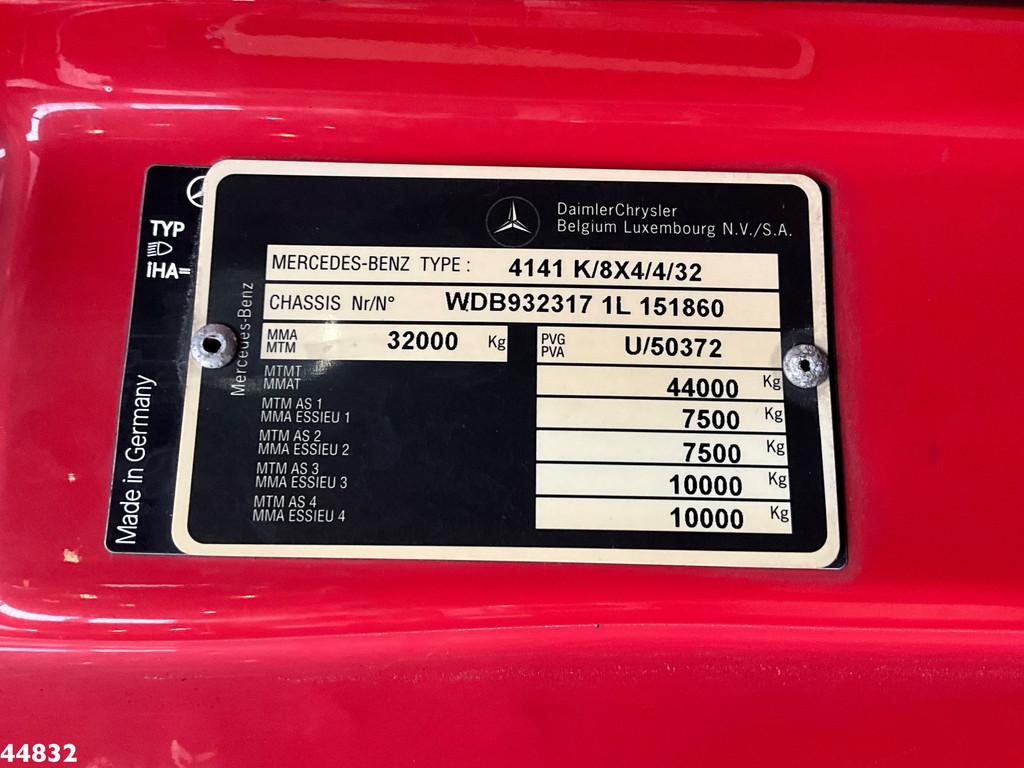 DaimlerChrysler
Belgium Luxembourg N.V./S.A.
MERCEDES-BENZ TYPE : 4141 K/8X4/4/32
CHASSIS Nr/N° WDB932317 1L 151860
MMA
MTM 32000 Kg
PVG
PVA U/50372
MTMT
MMAT 44000 Kg
MTM AS 1
MMA ESSIEU 1 7500 Kg
MTM AS 2
MMA ESSIEU 2 7500 Kg
MTM AS 3
MMA ESSIEU 3 10000 Kg
MTM AS 4
MMA ESSIEU 4 10000 Kg
Mercedes-Benz
TYP
iHA=
Made in Germany
44832